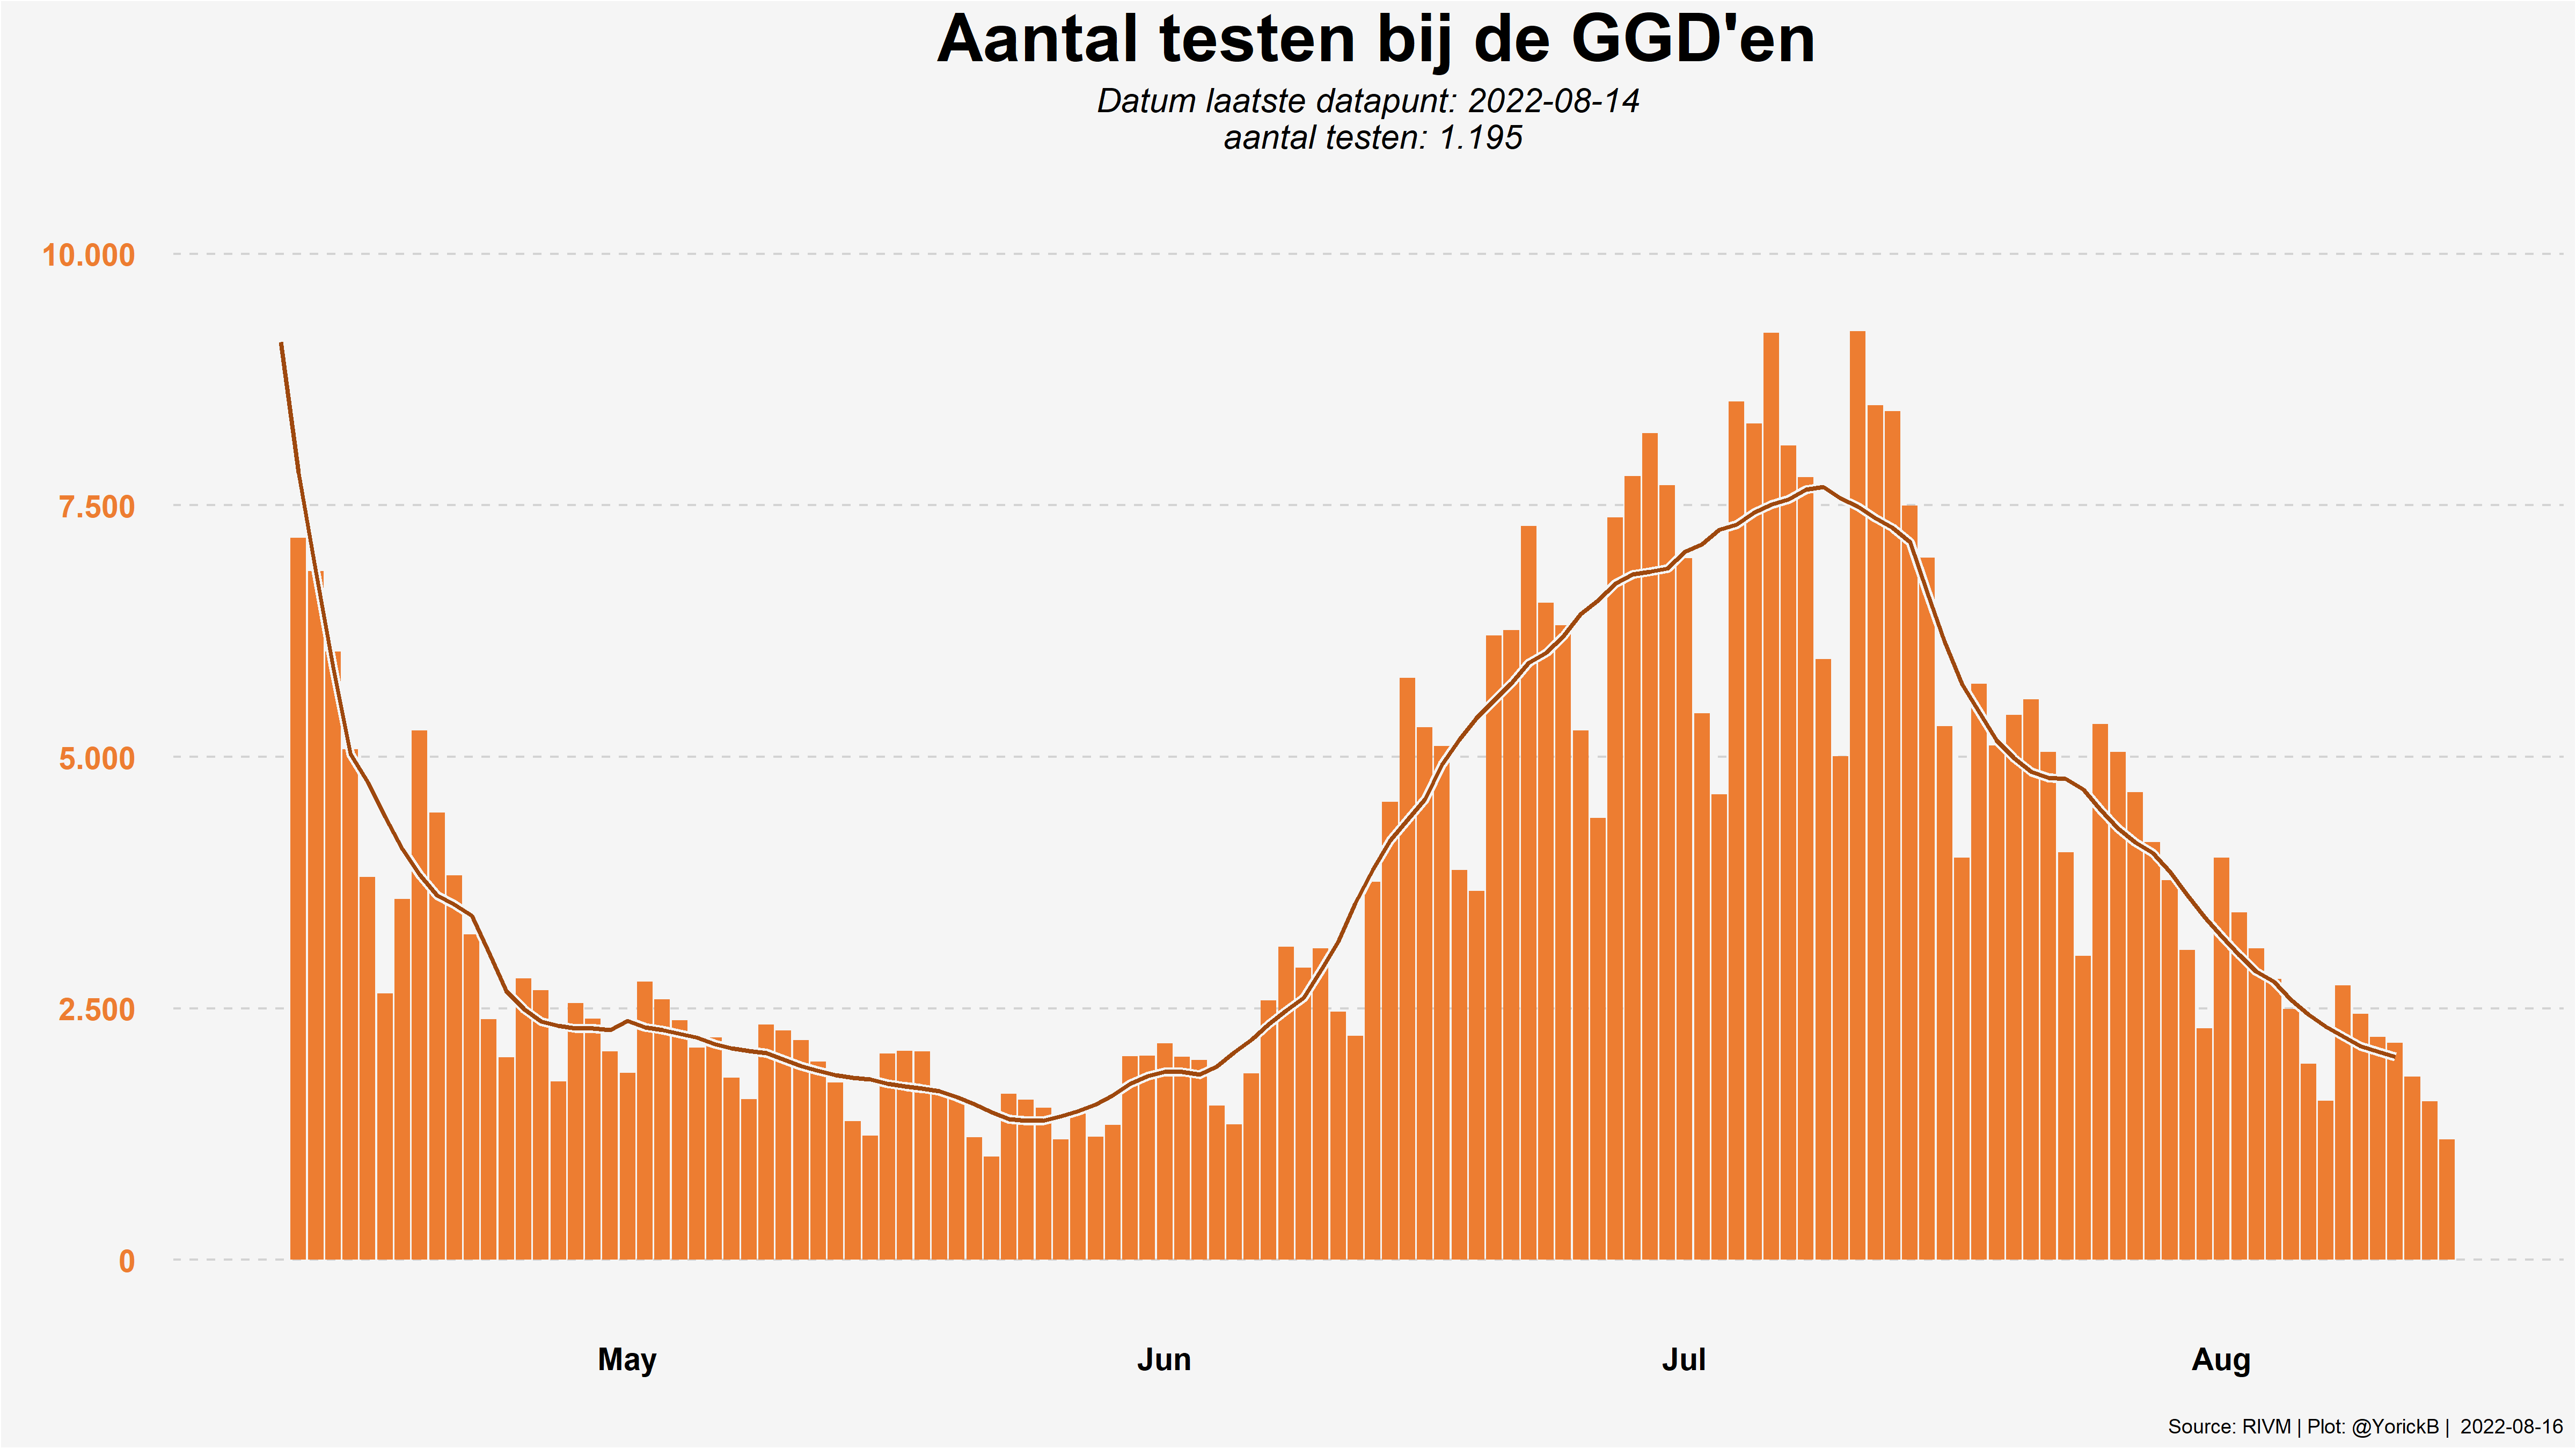 Aantal testen bij de GGD'en
Datum laatste datapunt: 2022-08-14
aantal testen: 1.195
10.000
7.500
5.000
2.500
0
May Jun Jul Aug
Source: RIVM | Plot: @YorickB | 2022-08-16